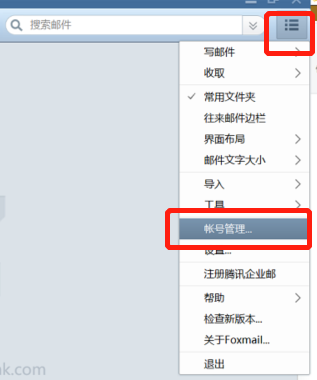 搜索邮件
写邮件
收取
常用文件夹
往来邮件边栏
界面布局
邮件文字大小
导入
工具
帐号管理...
设置...
注册腾讯企业邮
帮助
检查新版本...
关于Foxmail...
退出
nk.com